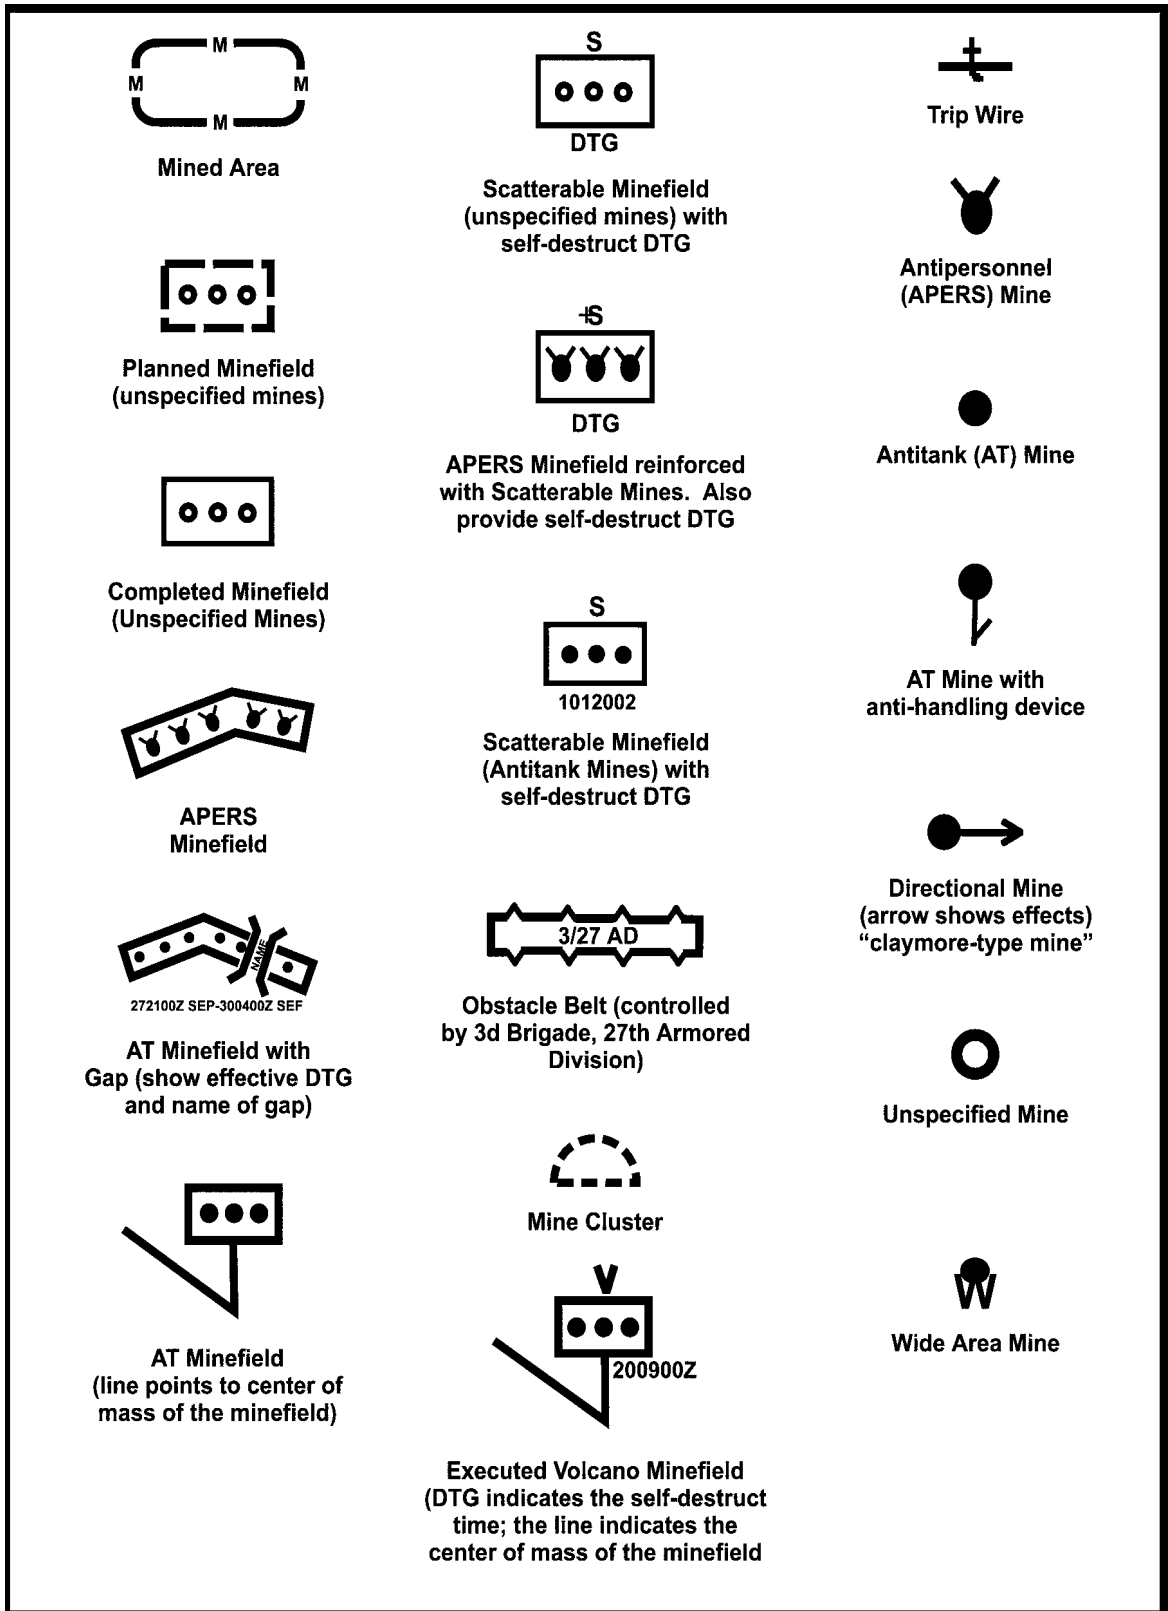 M
M
M
M
Mined Area
Planned Minefield
(unspecified mines)
Completed Minefield
(Unspecified Mines)
APERS
Minefield
NAME
272100Z SEP-300400Z SEF
AT Minefield with
Gap (show effective DTG
and name of gap)
AT Minefield
(line points to center of
mass of the minefield)
S
DTG
Scatterable Minefield
(unspecified mines) with
self-destruct DTG
+S
DTG
APERS Minefield reinforced
with Scatterable Mines. Also
provide self-destruct DTG
S
1012002
Scatterable Minefield
(Antitank Mines) with
self-destruct DTG
3/27 AD
Obstacle Belt (controlled
by 3d Brigade, 27th Armored
Division)
Mine Cluster
V
200900Z
Executed Volcano Minefield
(DTG indicates the self-destruct
time; the line indicates the
center of mass of the minefield
Trip Wire
Antipersonnel
(APERS) Mine
Antitank (AT) Mine
AT Mine with
anti-handling device
Directional Mine
(arrow shows effects)
“claymore-type mine”
Unspecified Mine
W
Wide Area Mine